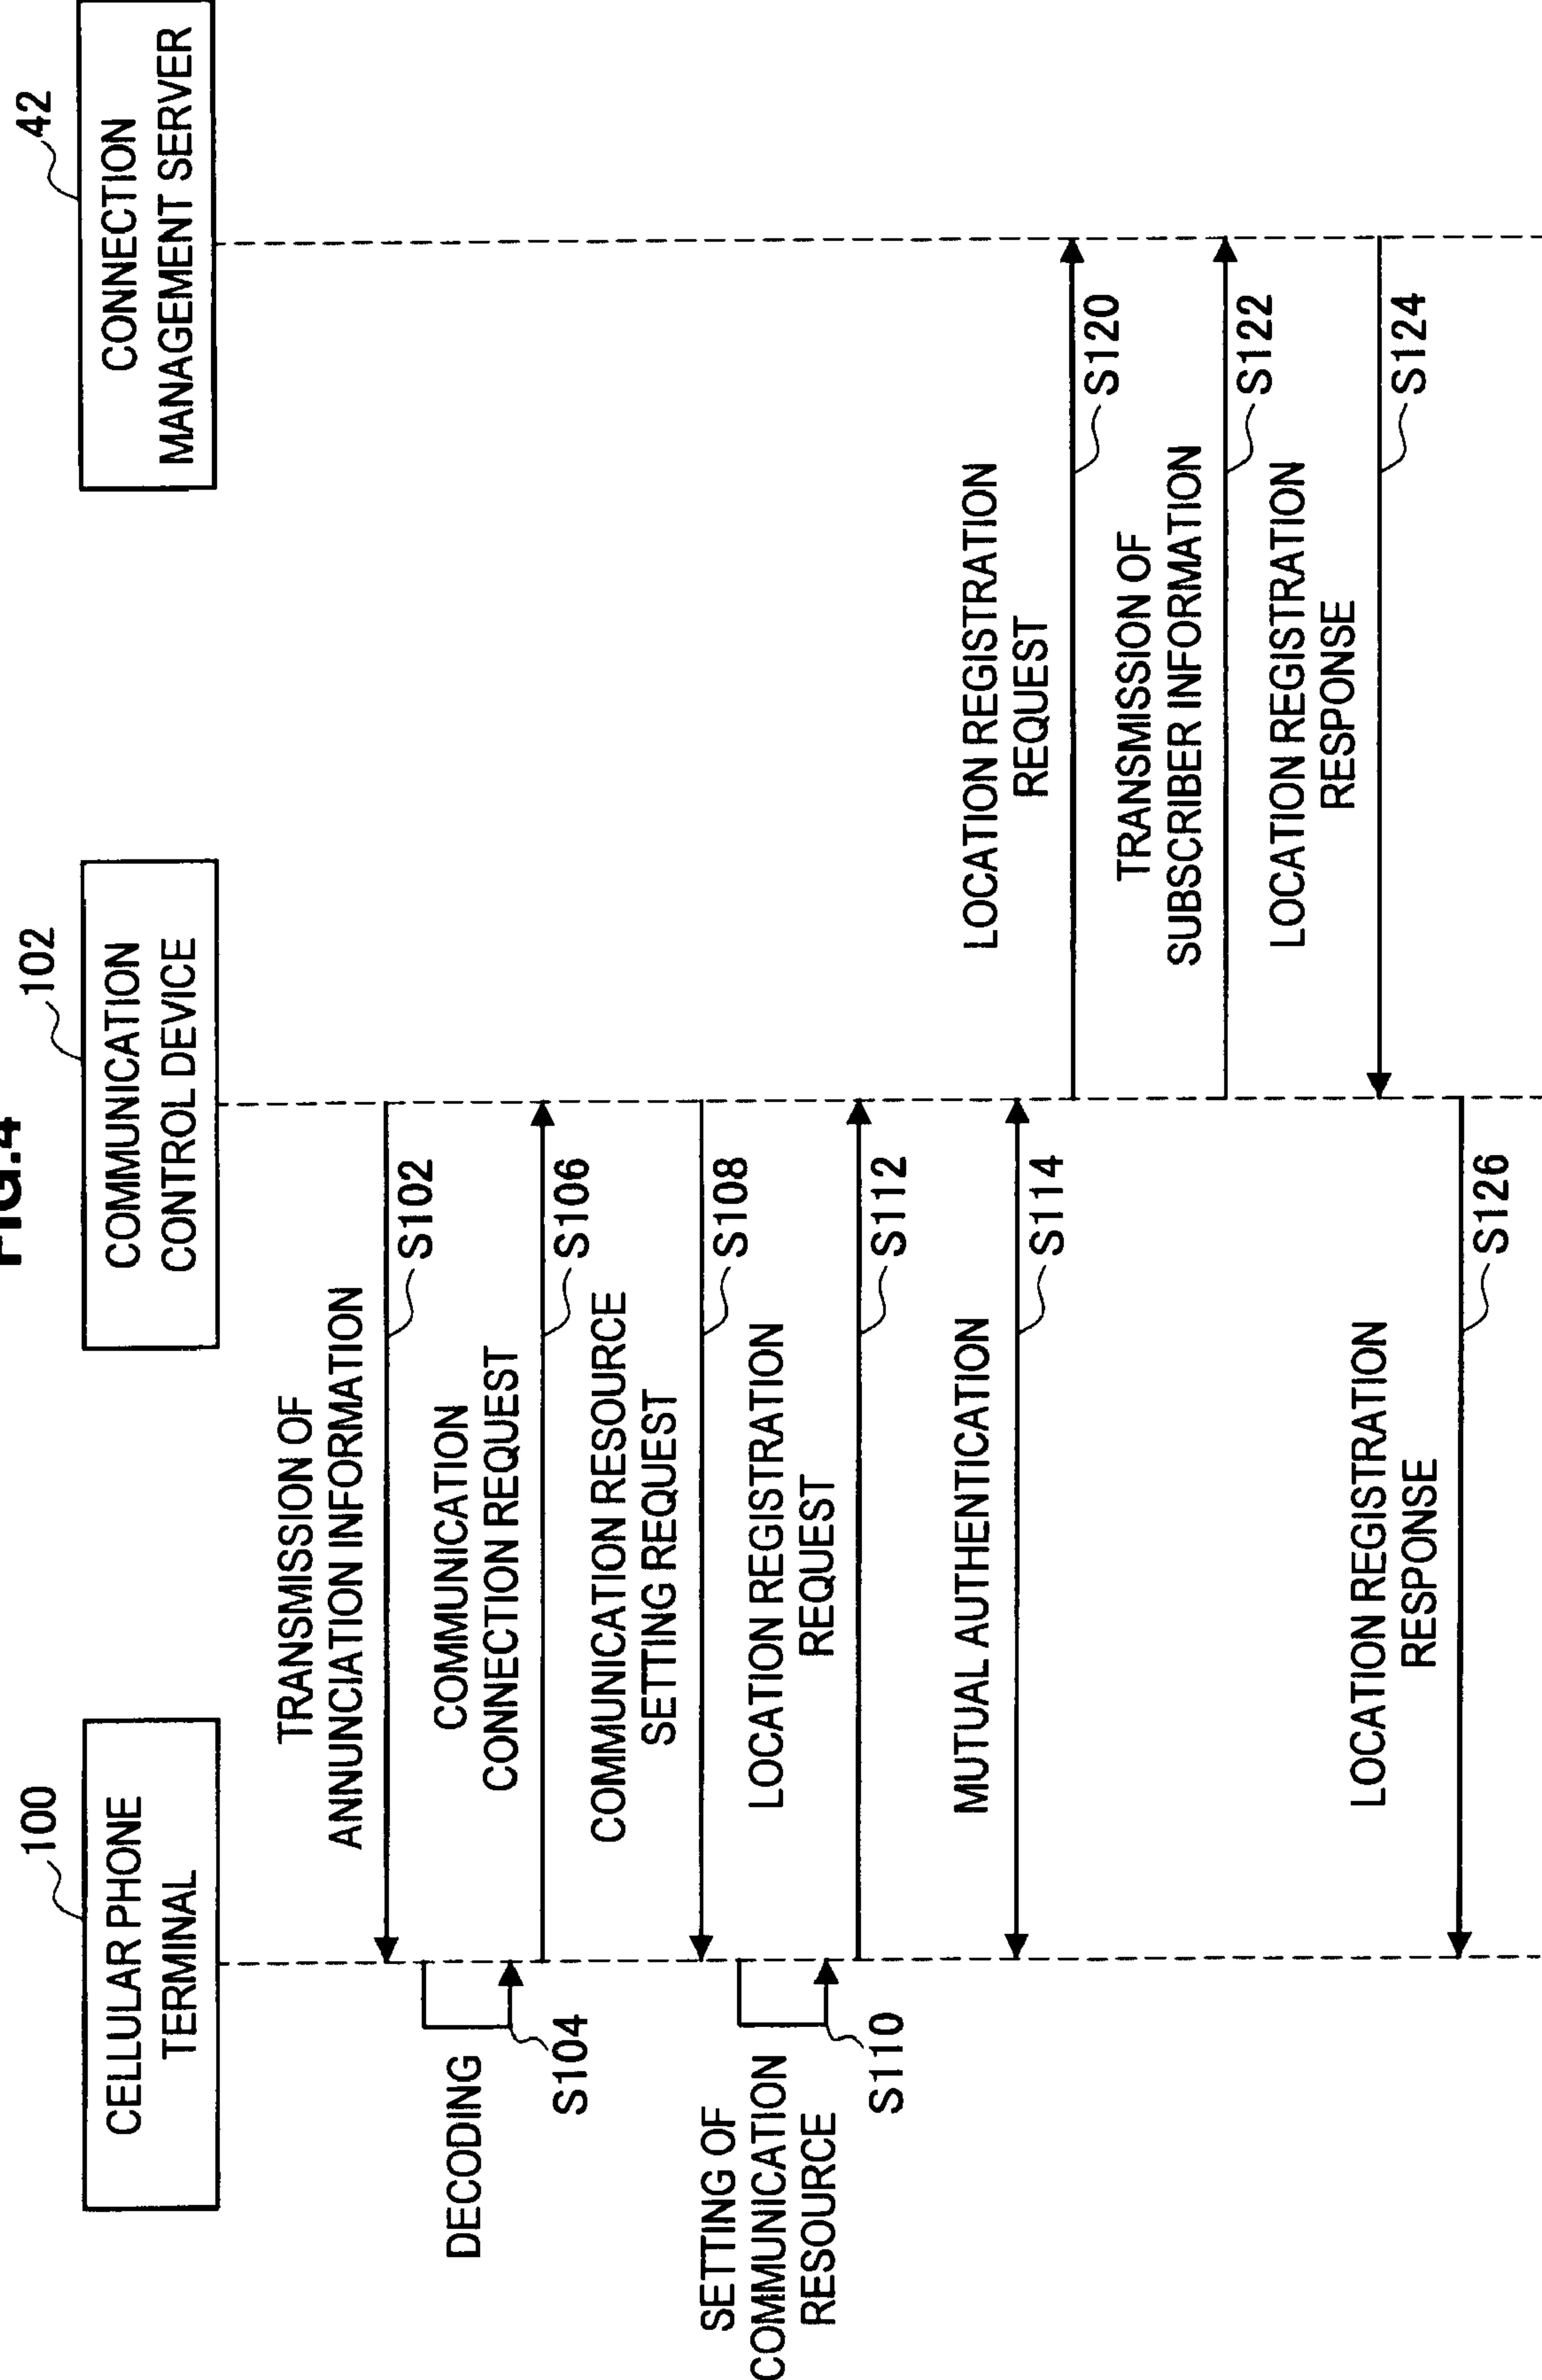 FIG.4
100
CELLULAR PHONE
TERMINAL
102
COMMUNICATION
CONTROL DEVICE
42
CONNECTION
MANAGEMENT SERVER
TRANSMISSION OF
ANNUNCIATION INFORMATION
S102
DECODING
S104
COMMUNICATION
CONNECTION REQUEST
S106
COMMUNICATION RESOURCE
SETTING REQUEST
S108
SETTING OF
COMMUNICATION
RESOURCE
S110
LOCATION REGISTRATION
REQUEST
S112
MUTUAL AUTHENTICATION
S114
LOCATION REGISTRATION
REQUEST
S120
TRANSMISSION OF
SUBSCRIBER INFORMATION
S122
LOCATION REGISTRATION
RESPONSE
S124
LOCATION REGISTRATION
RESPONSE
S126